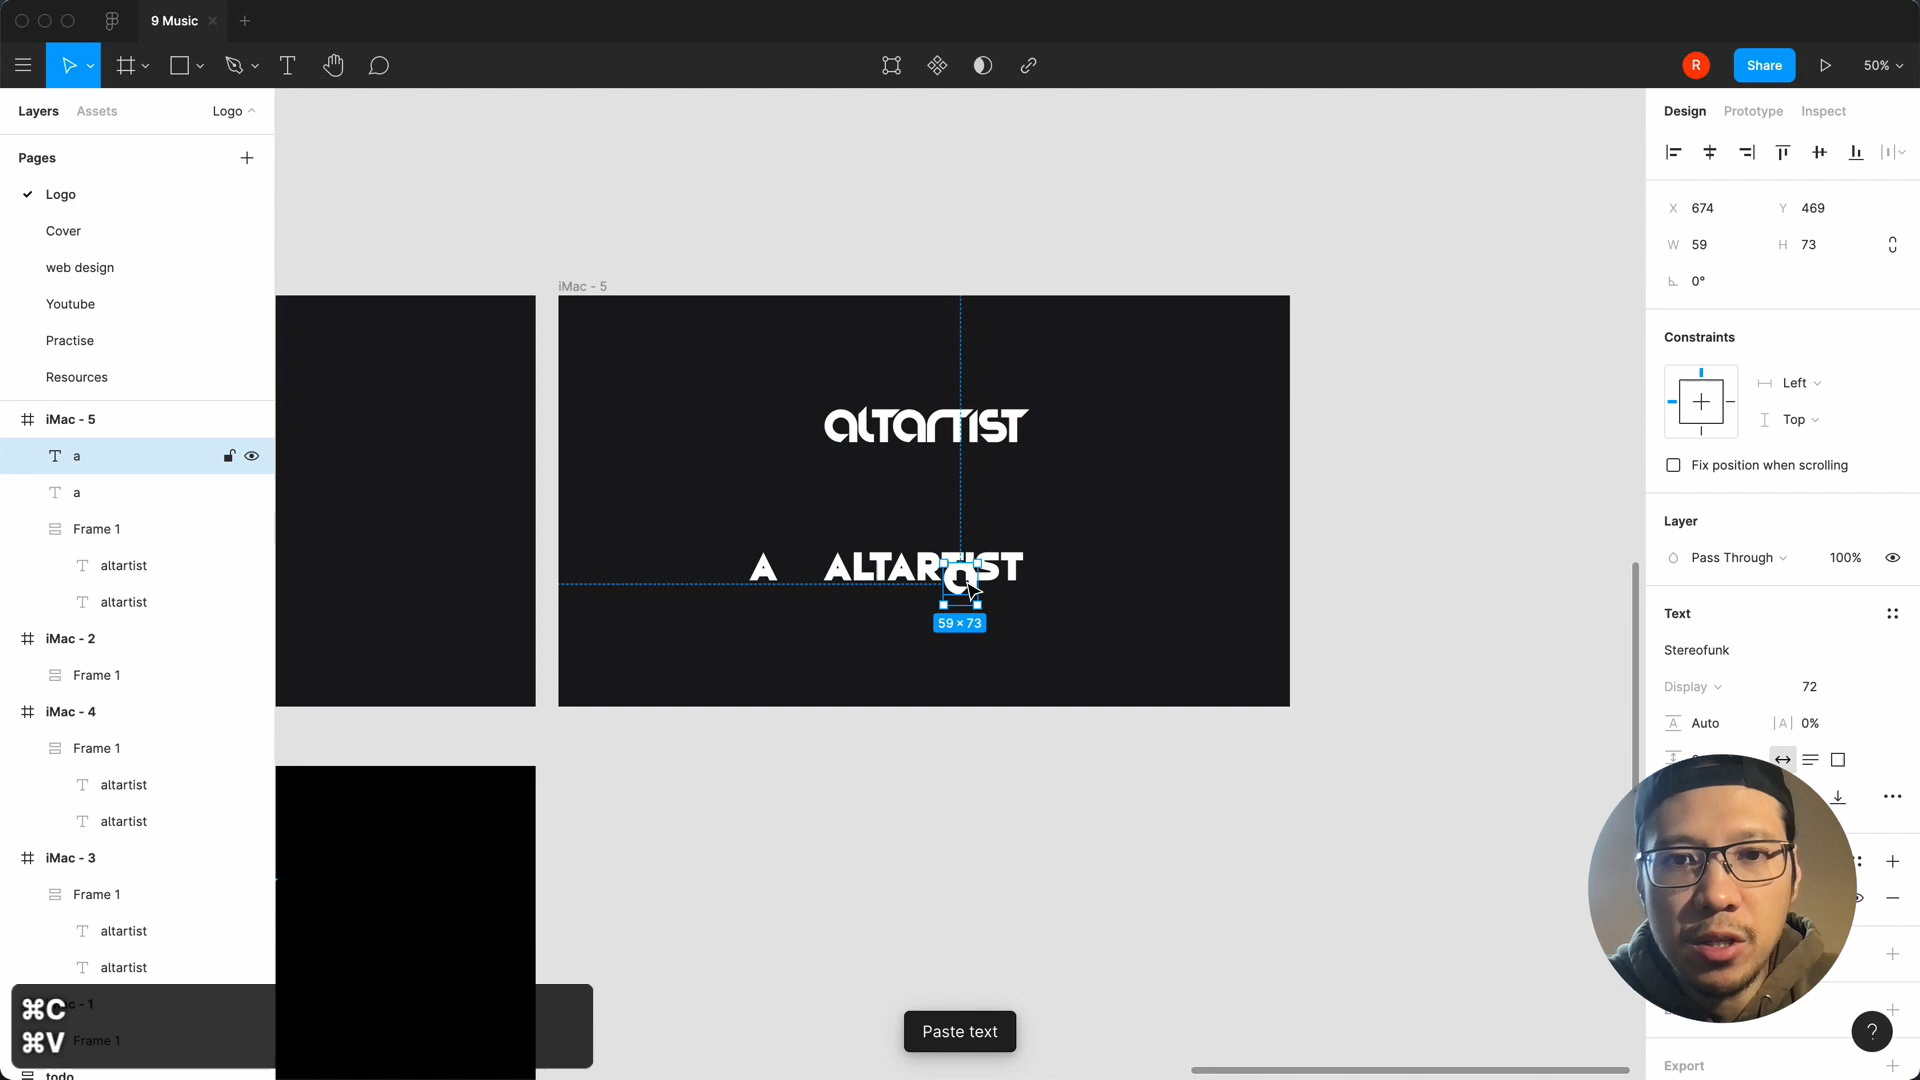 9 Music
R
Share
50%
Layers
Assets
Logo
Pages
Logo
Cover
web design
Youtube
Practise
Resources
iMac - 5
a
a
Frame 1
altartist
altartist
iMac - 2
Frame 1
iMac - 4
Frame 1
altartist
altartist
iMac - 3
Frame 1
altartist
altartist
c - 1
Frame 1
todo
⌘C
⌘V
iMac - 5
altartist
A
ALTARTIST
a
59 × 73
Paste text
Design
Prototype
Inspect
X 674
Y 469
W 59
H 73
0°
Constraints
Left
Top
Fix position when scrolling
Layer
Pass Through
100%
Text
Stereofunk
Display
72
A Auto
|A| 0%
Export
?